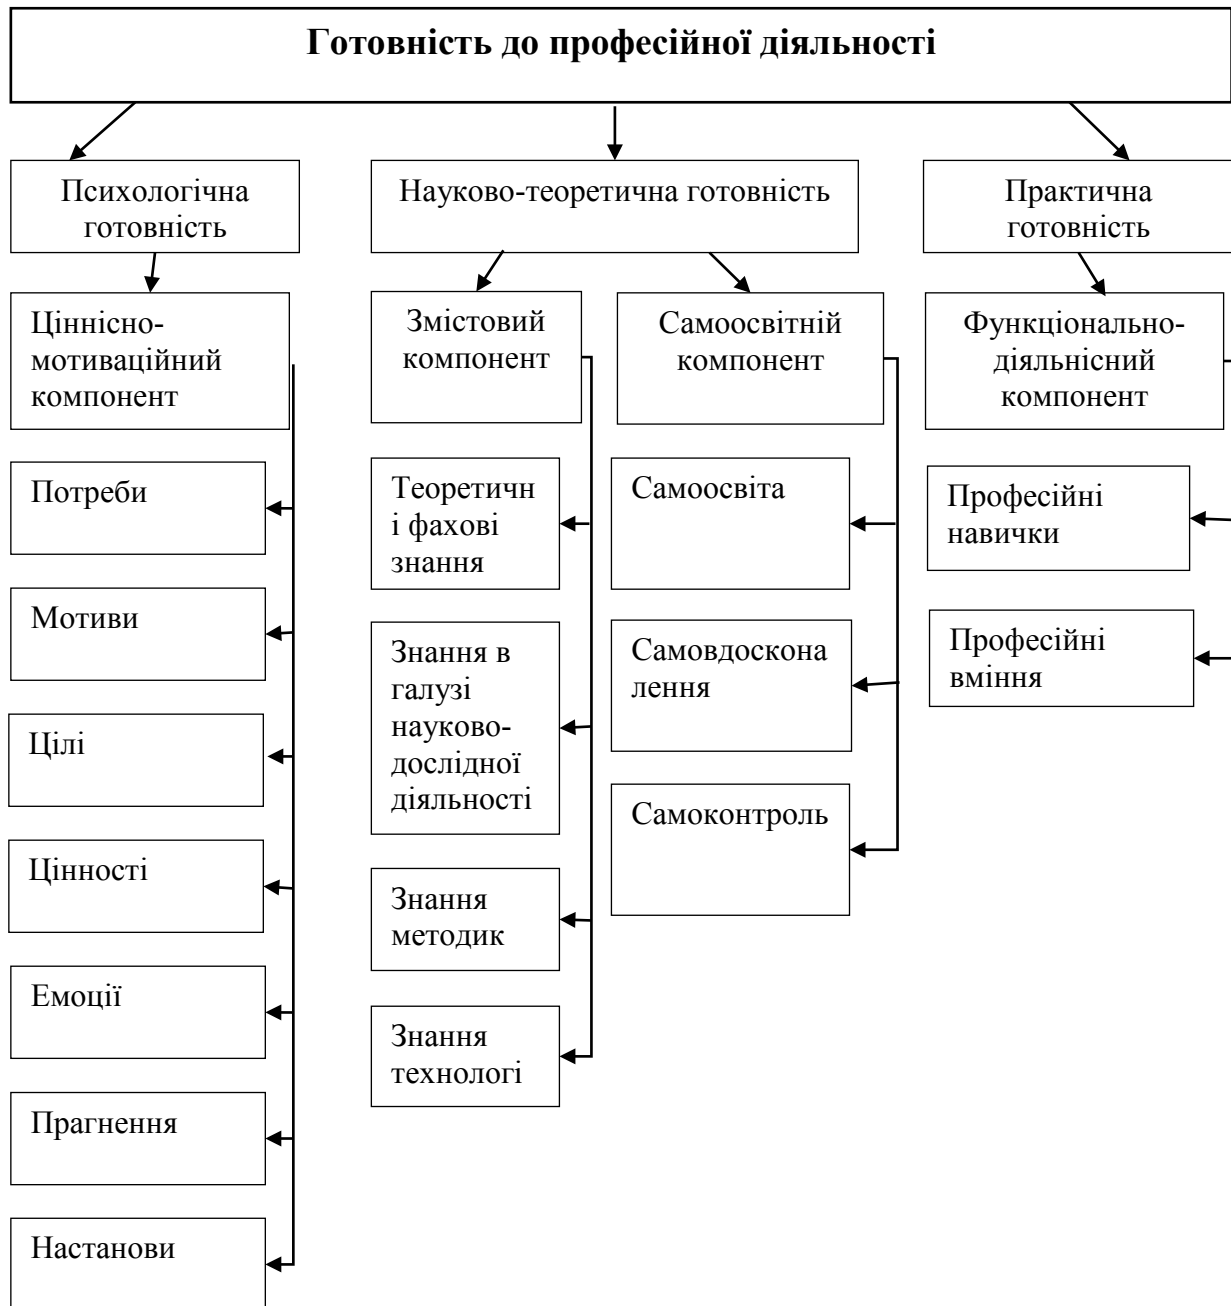 Готовність до професійної діяльності
Психологічна
готовність
Науково-теоретична готовність
Практична
готовність
Ціннісно-
мотиваційний
компонент
Змістовий
компонент
Самоосвітній
компонент
Функціонально-
діяльнісний
компонент
Потреби
Мотиви
Цілі
Цінності
Емоції
Прагнення
Настанови
Теоретичн
і фахові
знання
Знання в
галузі
науково-
дослідної
діяльності
Знання
методик
Знання
технологі
Самоосвіта
Самовдоскона
лення
Самоконтроль
Професійні
навички
Професійні
вміння